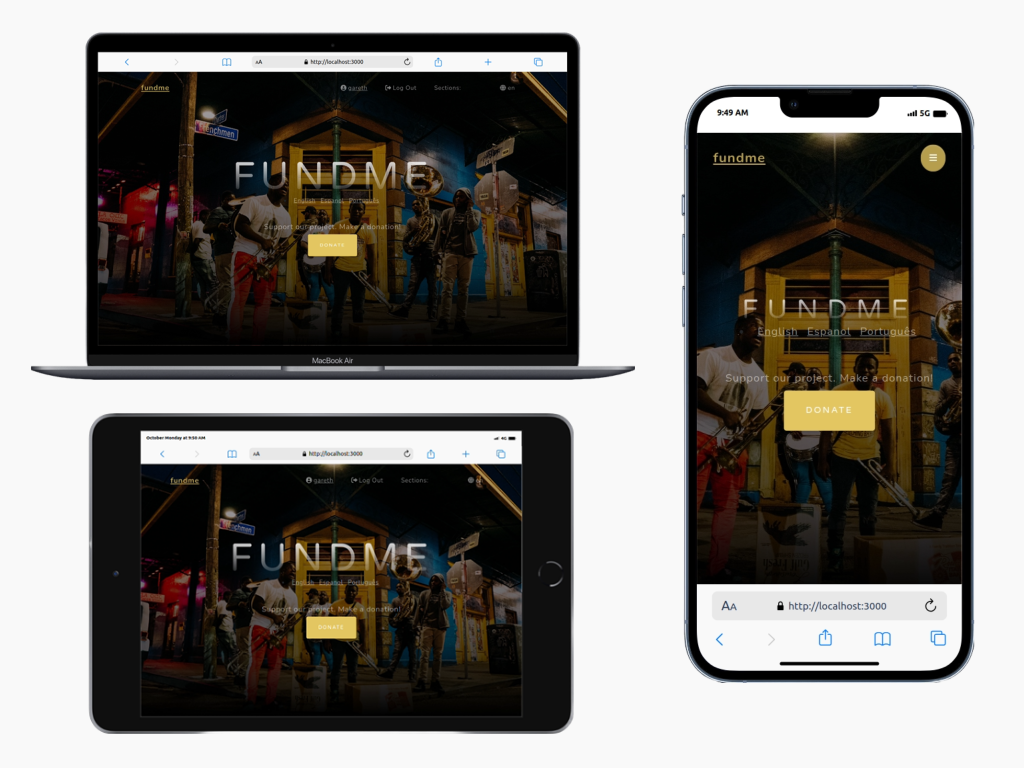 AA http://localhost:3000
fundme gareth Log Out Sections: en
FUNDME
English Espanol Português
Support our project. Make a donation!
DONATE
MacBook Air
October Monday at 9:50 AM 4G
AA http://localhost:3000
fundme gareth Log Out Sections: en
FUNDME
English Espanol Português
Support our project. Make a donation!
DONATE
9:49 AM 5G
fundme
FUNDME
English Espanol Português
Support our project. Make a donation!
DONATE
AA http://localhost:3000